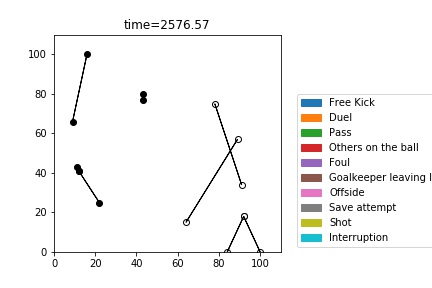 time=2576.57
100
80
60
40
20
0
0 20 40 60 80 100
Free Kick
Duel
Pass
Others on the ball
Foul
Goalkeeper leaving l
Offside
Save attempt
Shot
Interruption